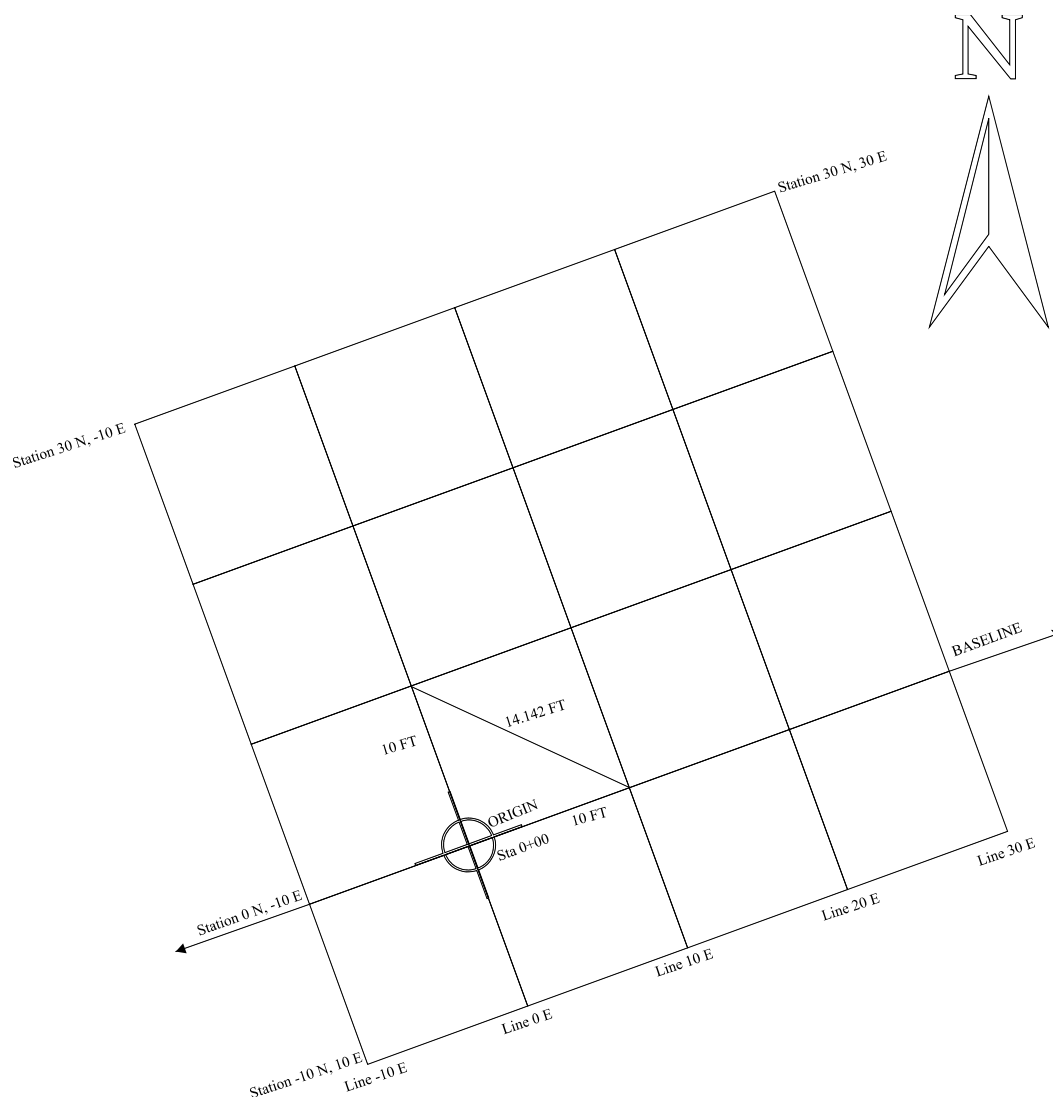 N
Station 30 N, 30 E
Station 30 N, -10 E
BASELINE
14.142 FT
10 FT
ORIGIN
10 FT
Sta 0+00
Station 0 N, -10 E
Line 30 E
Line 20 E
Line 10 E
Line 0 E
Station -10 N, 10 E
Line -10 E